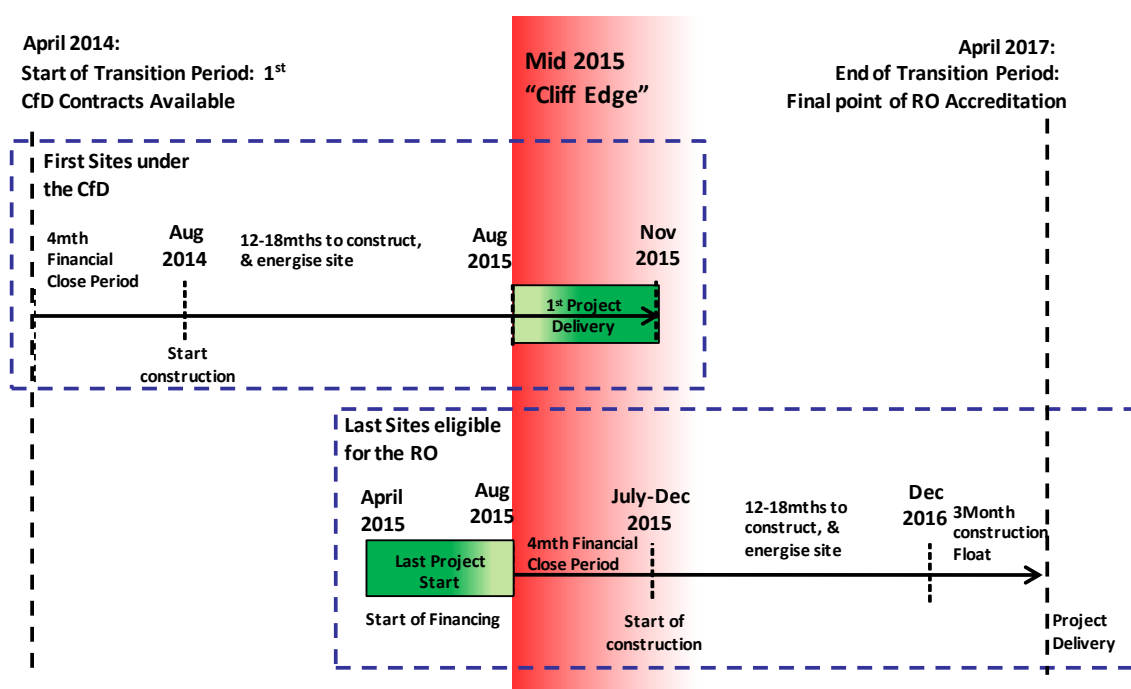 April 2014:
Start of Transition Period: 1st
CfD Contracts Available
Mid 2015
“Cliff Edge”
April 2017:
End of Transition Period:
Final point of RO Accreditation
First Sites under
the CfD
4mth
Financial
Close Period
Aug
2014
12-18mths to construct,
& energise site
Aug
2015
Nov
2015
1st Project
Delivery
Start
construction
Last Sites eligible
for the RO
April
2015
Aug
2015
July-Dec
2015
12-18mths to
construct, &
energise site
Dec
2016
3Month
construction
Float
4mth Financial
Close Period
Last Project
Start
Start of Financing
Start of
construction
Project
Delivery